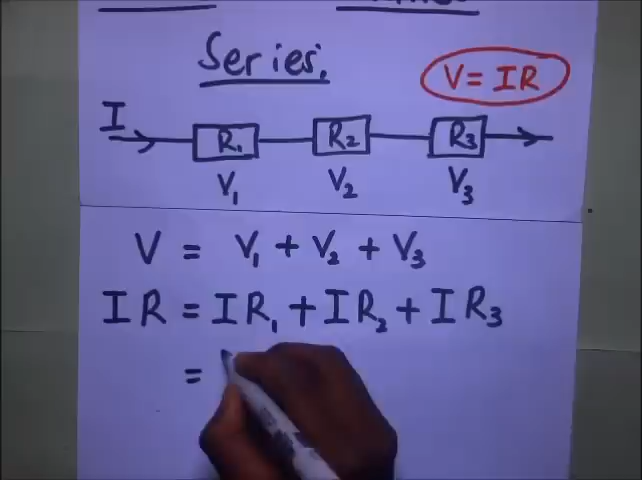 Series.
V = IR
I
R₁ R₂ R₃
V₁ V₂ V₃
V = V₁ + V₂ + V₃
IR = IR₁ + IR₂ + IR₃
=